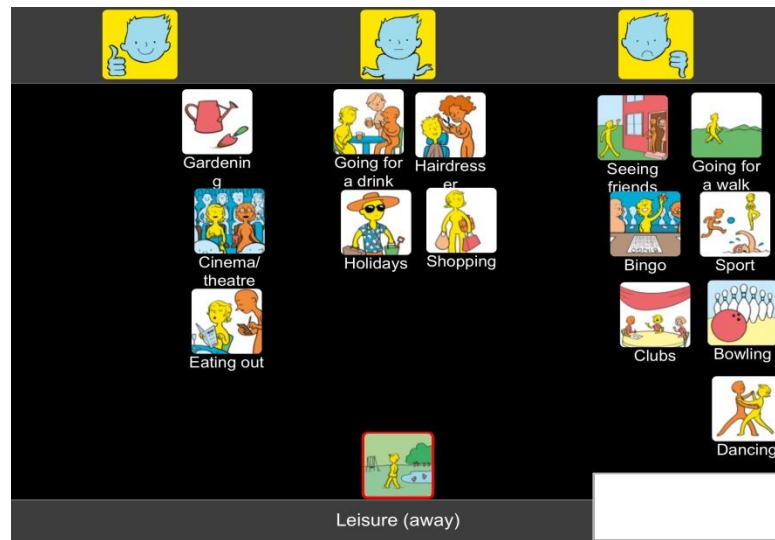 Gardenin
g
Going for
a drink
Hairdress
er
Seeing
friends
Going for
a walk
Cinema/
theatre
Holidays
Shopping
Bingo
Sport
Eating out
Clubs
Bowling
Dancing
Leisure (away)